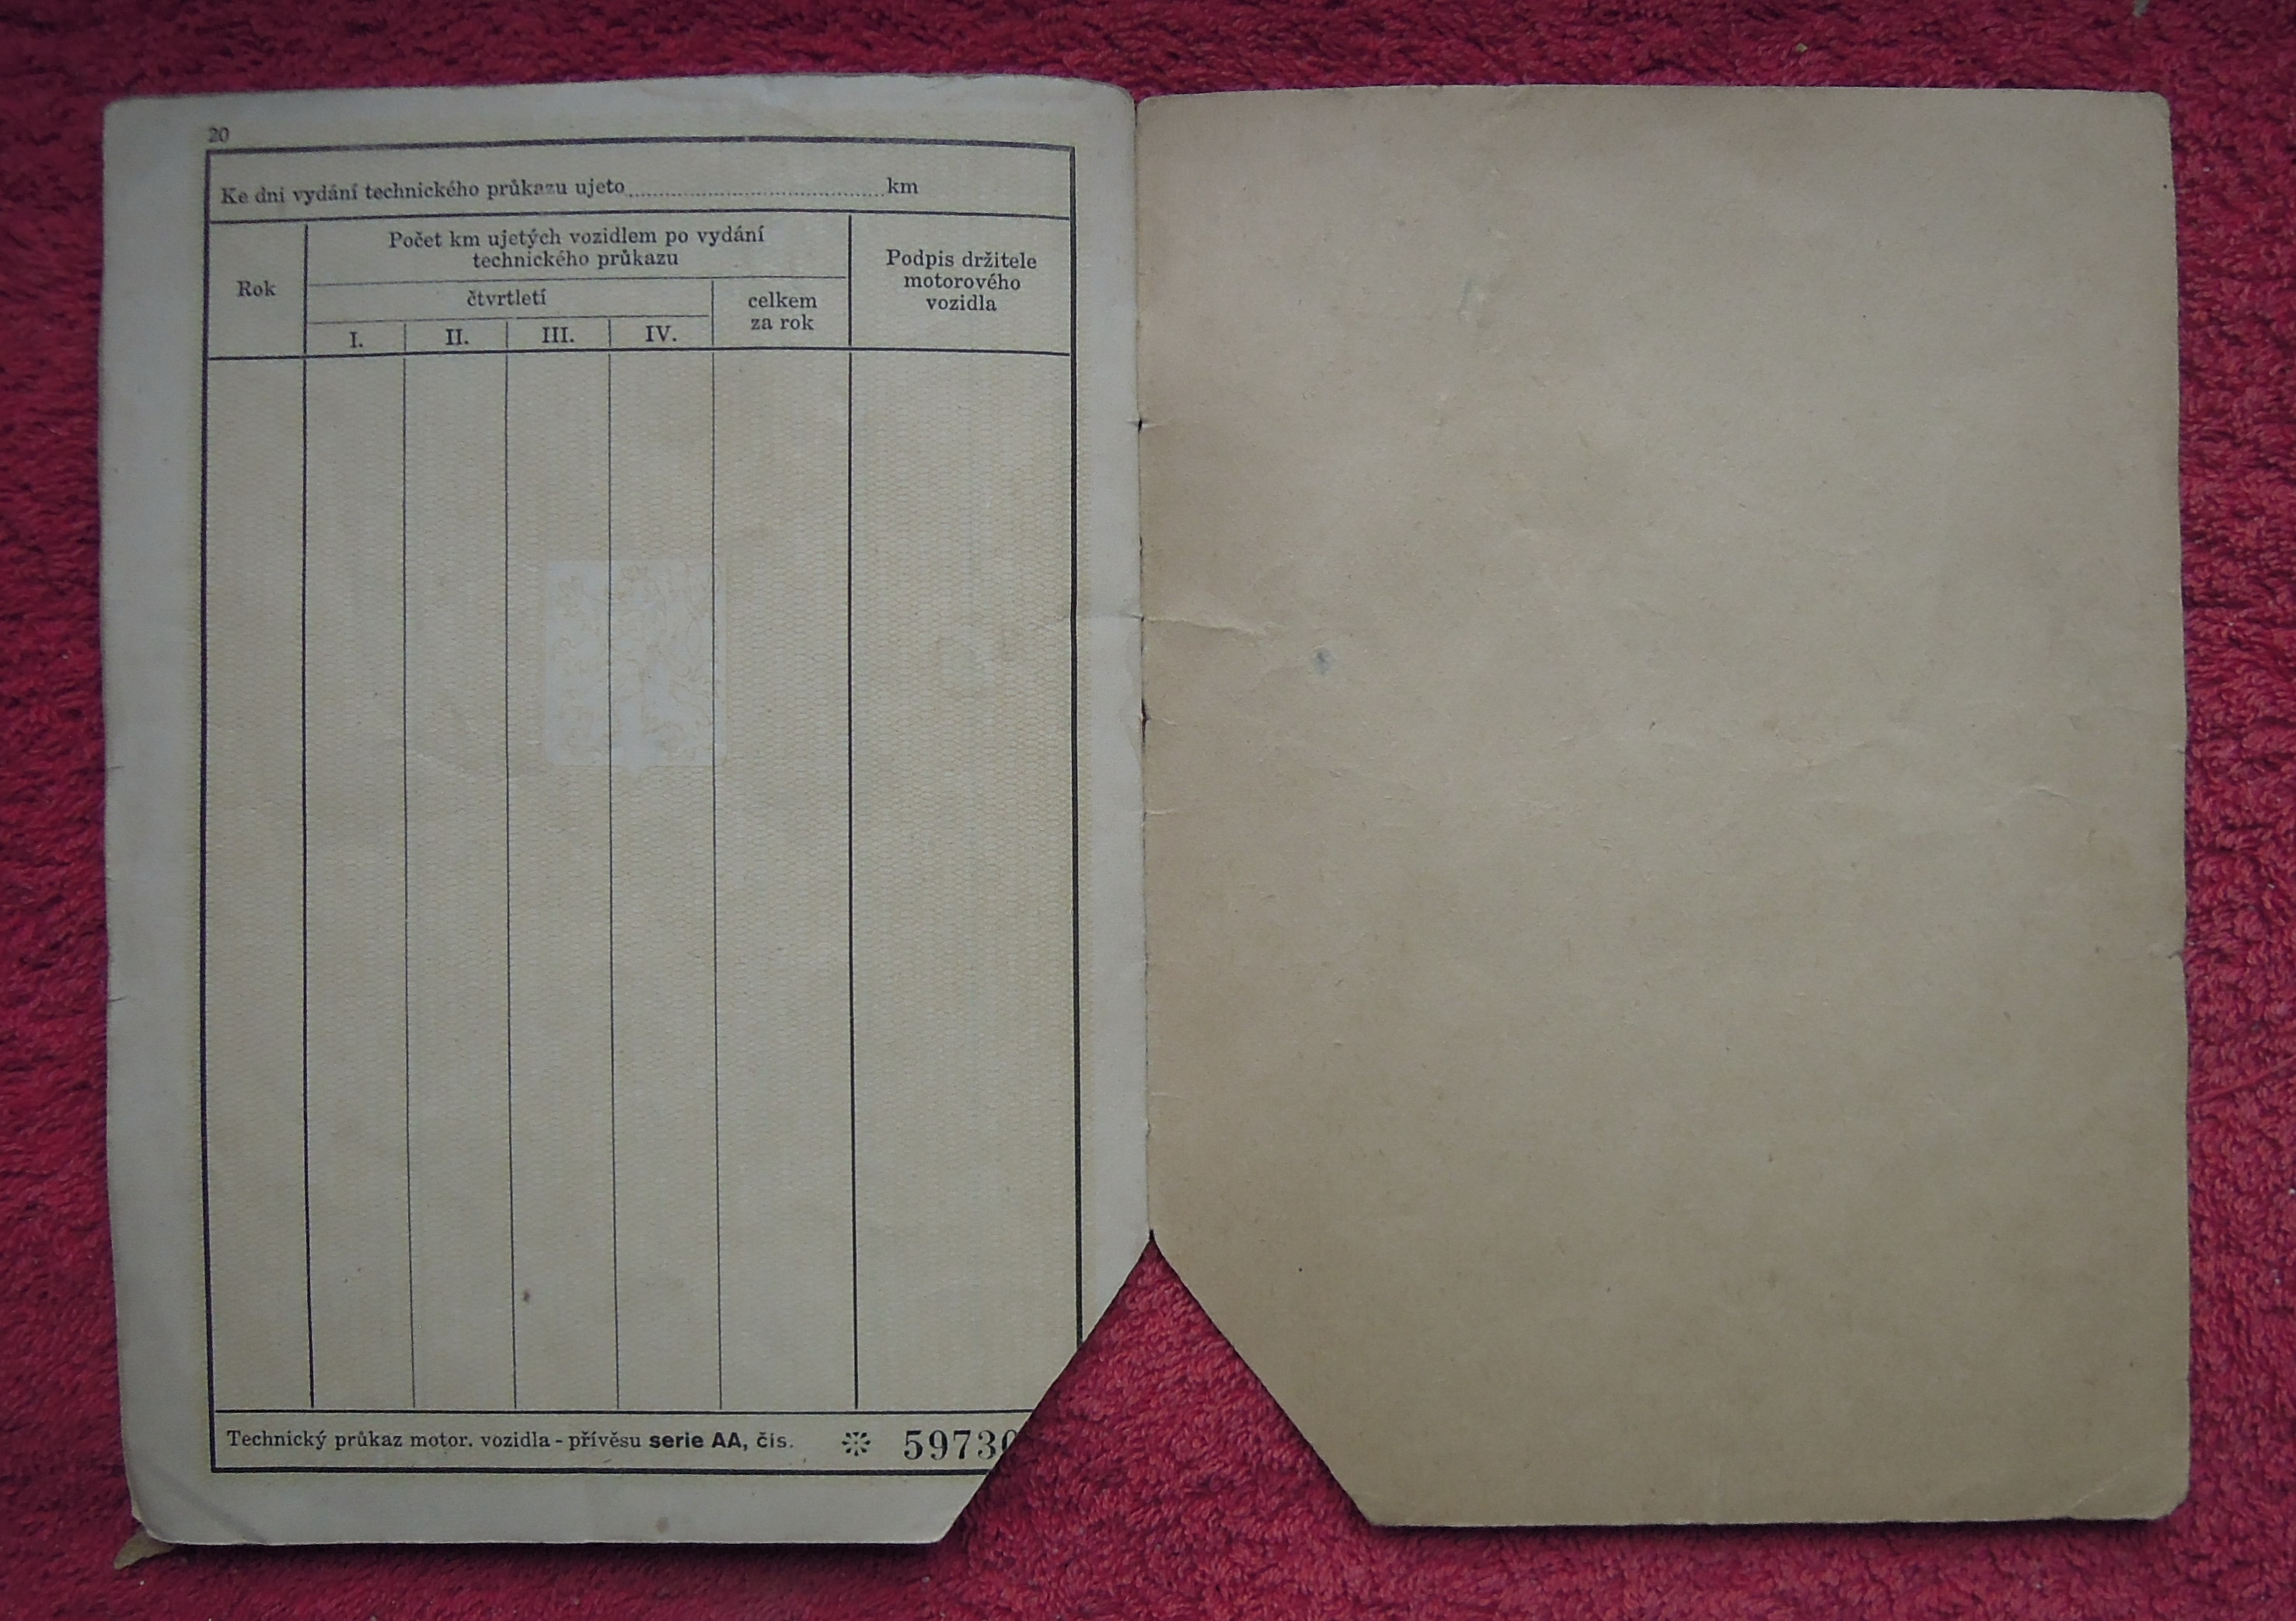 20
Ke dni vydání technického průkazu ujeto........................................km
Rok
Počet km ujetých vozidlem po vydání
technického průkazu
čtvrtletí
I. II. III. IV.
celkem
za rok
Podpis držitele
motorového
vozidla
Technický průkaz motor. vozidla - přívěsu serie AA, čís. ※ 5973